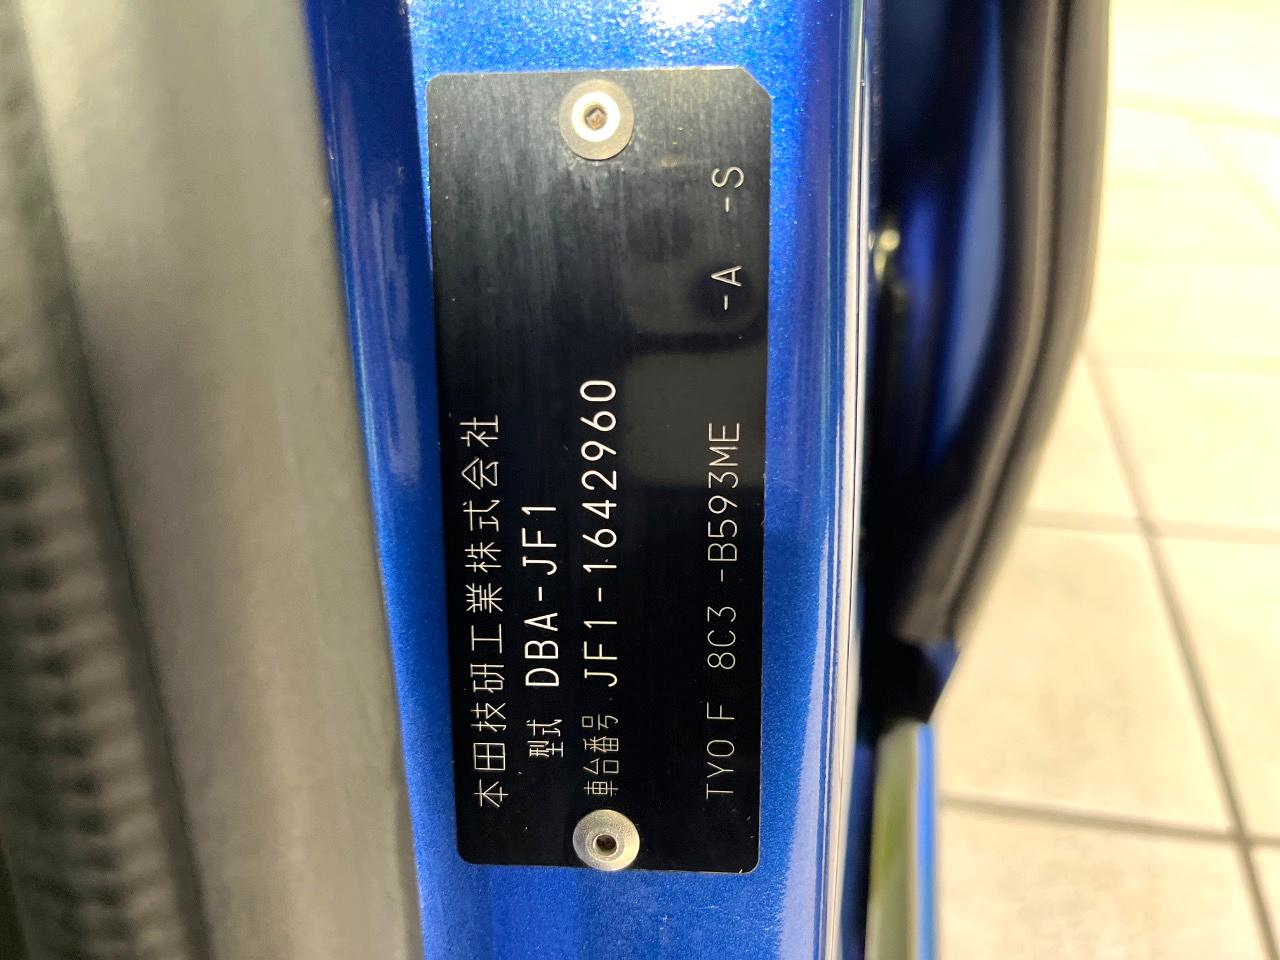 本田技研工業株式会社
型式 DBA-JF1
車台番号 JF1-1642960
TYO F 8C3 -B593ME -A -S